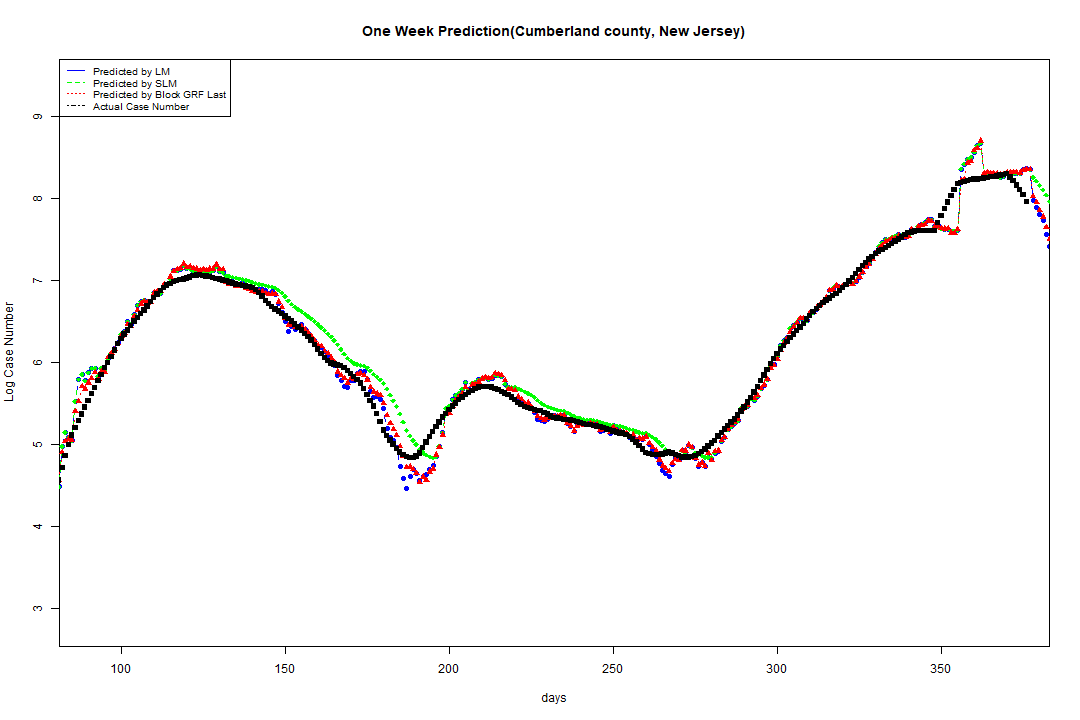 One Week Prediction(Cumberland county, New Jersey)
Predicted by LM
Predicted by SLM
Predicted by Block GRF Last
Actual Case Number
9
8
7
6
5
4
3
Log Case Number
100 150 200 250 300 350
days